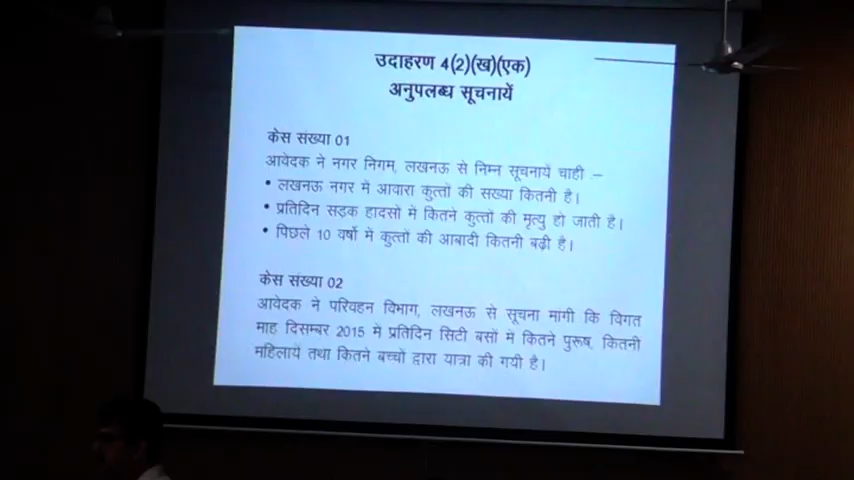 उदाहरण 4(2)(ख)(एक)
अनुपलब्ध सूचनायें
केस संख्या 01
आवेदक ने नगर निगम, लखनऊ से निम्न सूचनायें चाही :–
• लखनऊ नगर में आवारा कुत्तों की संख्या कितनी है।
• प्रतिदिन सड़क हादसों में कितने कुत्तों की मृत्यु हो जाती है।
• पिछले 10 वर्षों में कुत्तों की आबादी कितनी बढ़ी है।
केस संख्या 02
आवेदक ने परिवहन विभाग, लखनऊ से सूचना मांगी कि विगत
माह दिसम्बर 2015 में प्रतिदिन सिटी बसों में कितने पुरूष, कितनी
महिलायें तथा कितने बच्चों द्वारा यात्रा की गयी है।